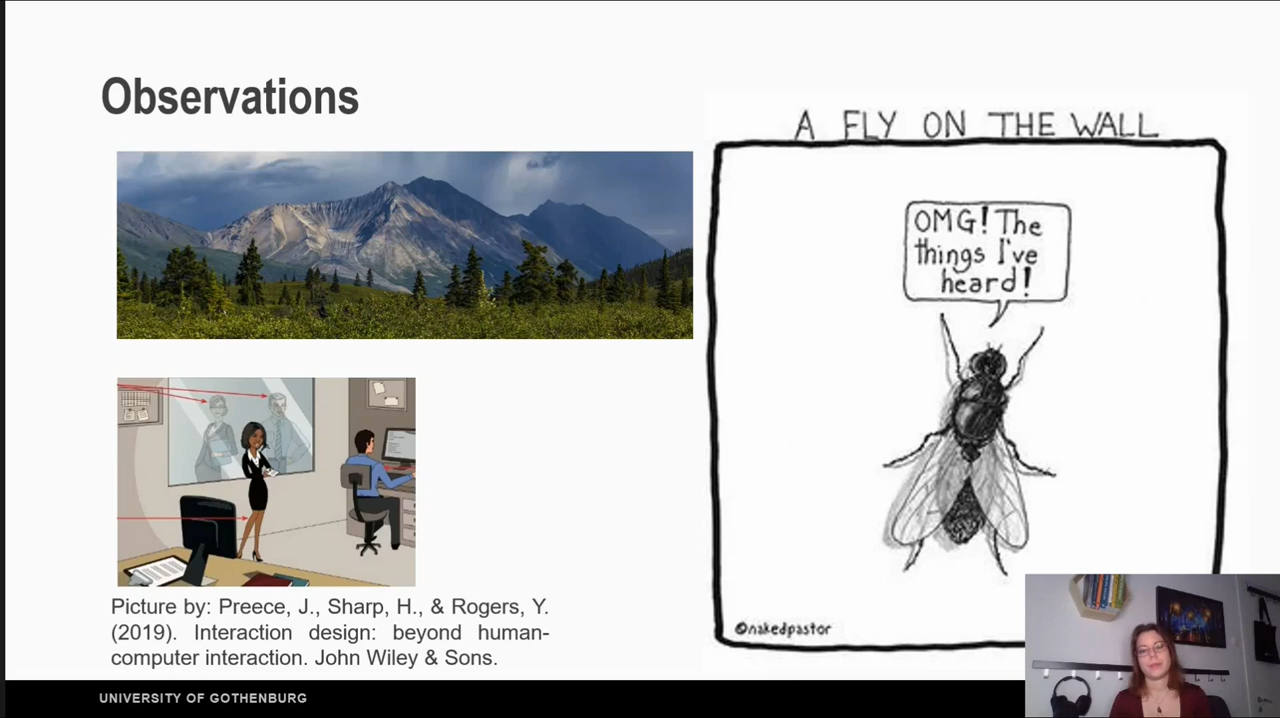 Observations
A FLY ON THE WALL
OMG! The
things I've
heard!
©nakedpastor
Picture by: Preece, J., Sharp, H., & Rogers, Y.
(2019). Interaction design: beyond human-
computer interaction. John Wiley & Sons.
UNIVERSITY OF GOTHENBURG